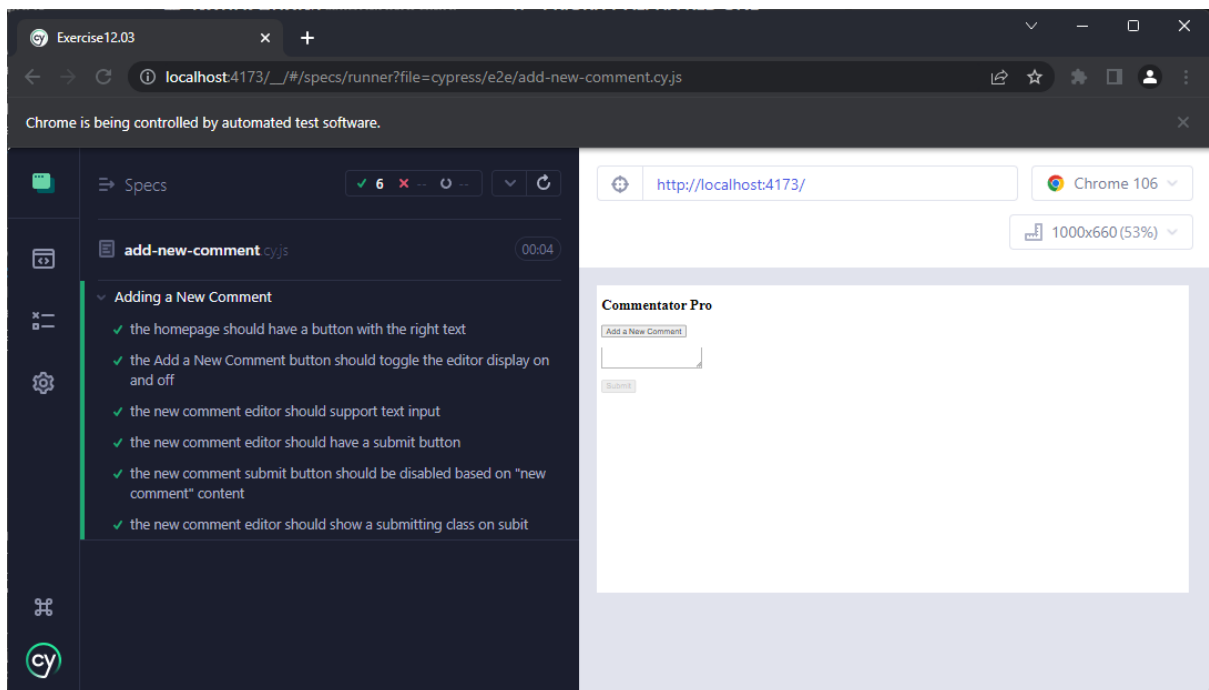 Exercise12.03
localhost:4173/__/#/specs/runner?file=cypress/e2e/add-new-comment.cy.js
Chrome is being controlled by automated test software.
Specs
6 -- --
add-new-comment.cy.js
00:04
Adding a New Comment
the homepage should have a button with the right text
the Add a New Comment button should toggle the editor display on
and off
the new comment editor should support text input
the new comment editor should have a submit button
the new comment submit button should be disabled based on "new
comment" content
the new comment editor should show a submitting class on subit
cy
http://localhost:4173/
Chrome 106
1000x660 (53%)
Commentator Pro
Add a New Comment
Submit